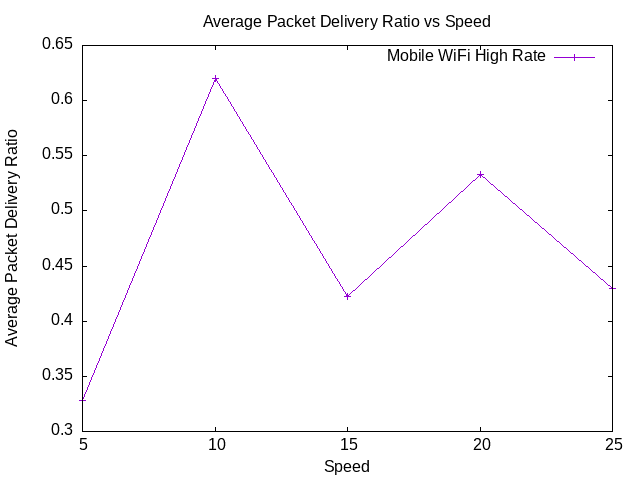 Average Packet Delivery Ratio vs Speed
Mobile WiFi High Rate
Average Packet Delivery Ratio
0.65
0.6
0.55
0.5
0.45
0.4
0.35
0.3
5 10 15 20 25
Speed